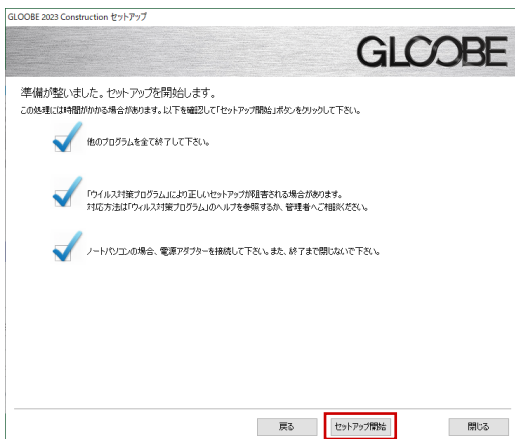 GLOOBE 2023 Construction セットアップ
GLOOBE
準備が整いました。セットアップを開始します。
この処理には時間がかかる場合があります。以下を確認して「セットアップ開始」ボタンをクリックして下さい。
他のプログラムを全て終了して下さい。
「ウイルス対策プログラム」により正しいセットアップが阻害される場合があります。
対応方法は「ウィルス対策プログラム」のヘルプを参照するか、管理者へご相談ください。
ノートパソコンの場合、電源アダプターを接続して下さい。また、終了まで閉じないで下さい。
戻る
セットアップ開始
閉じる